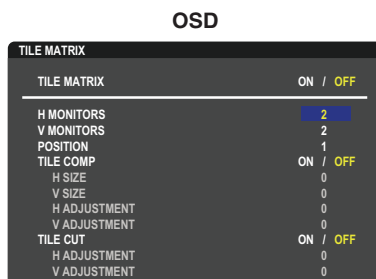 OSD
TILE MATRIX
TILE MATRIX ON / OFF
H MONITORS 2
V MONITORS 2
POSITION 1
TILE COMP ON / OFF
H SIZE 0
V SIZE 0
H ADJUSTMENT 0
V ADJUSTMENT 0
TILE CUT ON / OFF
H ADJUSTMENT 0
V ADJUSTMENT 0